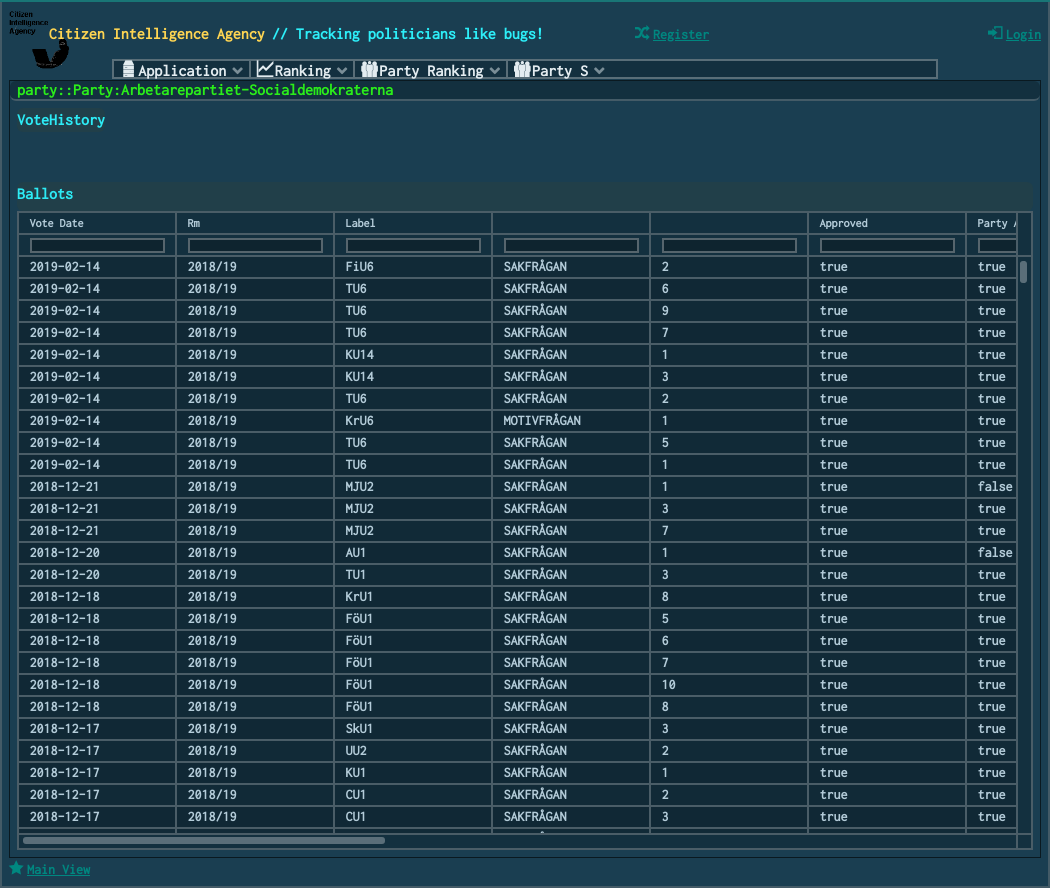 Citizen
Intelligence
Agency
Citizen Intelligence Agency // Tracking politicians like bugs!
Register
Login
Application
Ranking
Party Ranking
Party S
party::Party:Arbetarepartiet-Socialdemokraterna
VoteHistory
Ballots
Vote Date Rm Label Approved Party
2019-02-14 2018/19 FiU6 SAKFRÅGAN 2 true true
2019-02-14 2018/19 TU6 SAKFRÅGAN 6 true true
2019-02-14 2018/19 TU6 SAKFRÅGAN 9 true true
2019-02-14 2018/19 TU6 SAKFRÅGAN 7 true true
2019-02-14 2018/19 KU14 SAKFRÅGAN 1 true true
2019-02-14 2018/19 KU14 SAKFRÅGAN 3 true true
2019-02-14 2018/19 TU6 SAKFRÅGAN 2 true true
2019-02-14 2018/19 KrU6 MOTIVFRÅGAN 1 true true
2019-02-14 2018/19 TU6 SAKFRÅGAN 5 true true
2019-02-14 2018/19 TU6 SAKFRÅGAN 1 true true
2018-12-21 2018/19 MJU2 SAKFRÅGAN 1 true false
2018-12-21 2018/19 MJU2 SAKFRÅGAN 3 true true
2018-12-21 2018/19 MJU2 SAKFRÅGAN 7 true true
2018-12-20 2018/19 AU1 SAKFRÅGAN 1 true false
2018-12-20 2018/19 TU1 SAKFRÅGAN 3 true true
2018-12-18 2018/19 KrU1 SAKFRÅGAN 8 true true
2018-12-18 2018/19 FöU1 SAKFRÅGAN 5 true true
2018-12-18 2018/19 FöU1 SAKFRÅGAN 6 true true
2018-12-18 2018/19 FöU1 SAKFRÅGAN 7 true true
2018-12-18 2018/19 FöU1 SAKFRÅGAN 10 true true
2018-12-18 2018/19 FöU1 SAKFRÅGAN 8 true true
2018-12-17 2018/19 SkU1 SAKFRÅGAN 3 true true
2018-12-17 2018/19 UU2 SAKFRÅGAN 2 true true
2018-12-17 2018/19 KU1 SAKFRÅGAN 1 true true
2018-12-17 2018/19 CU1 SAKFRÅGAN 2 true true
2018-12-17 2018/19 CU1 SAKFRÅGAN 3 true true
Main View